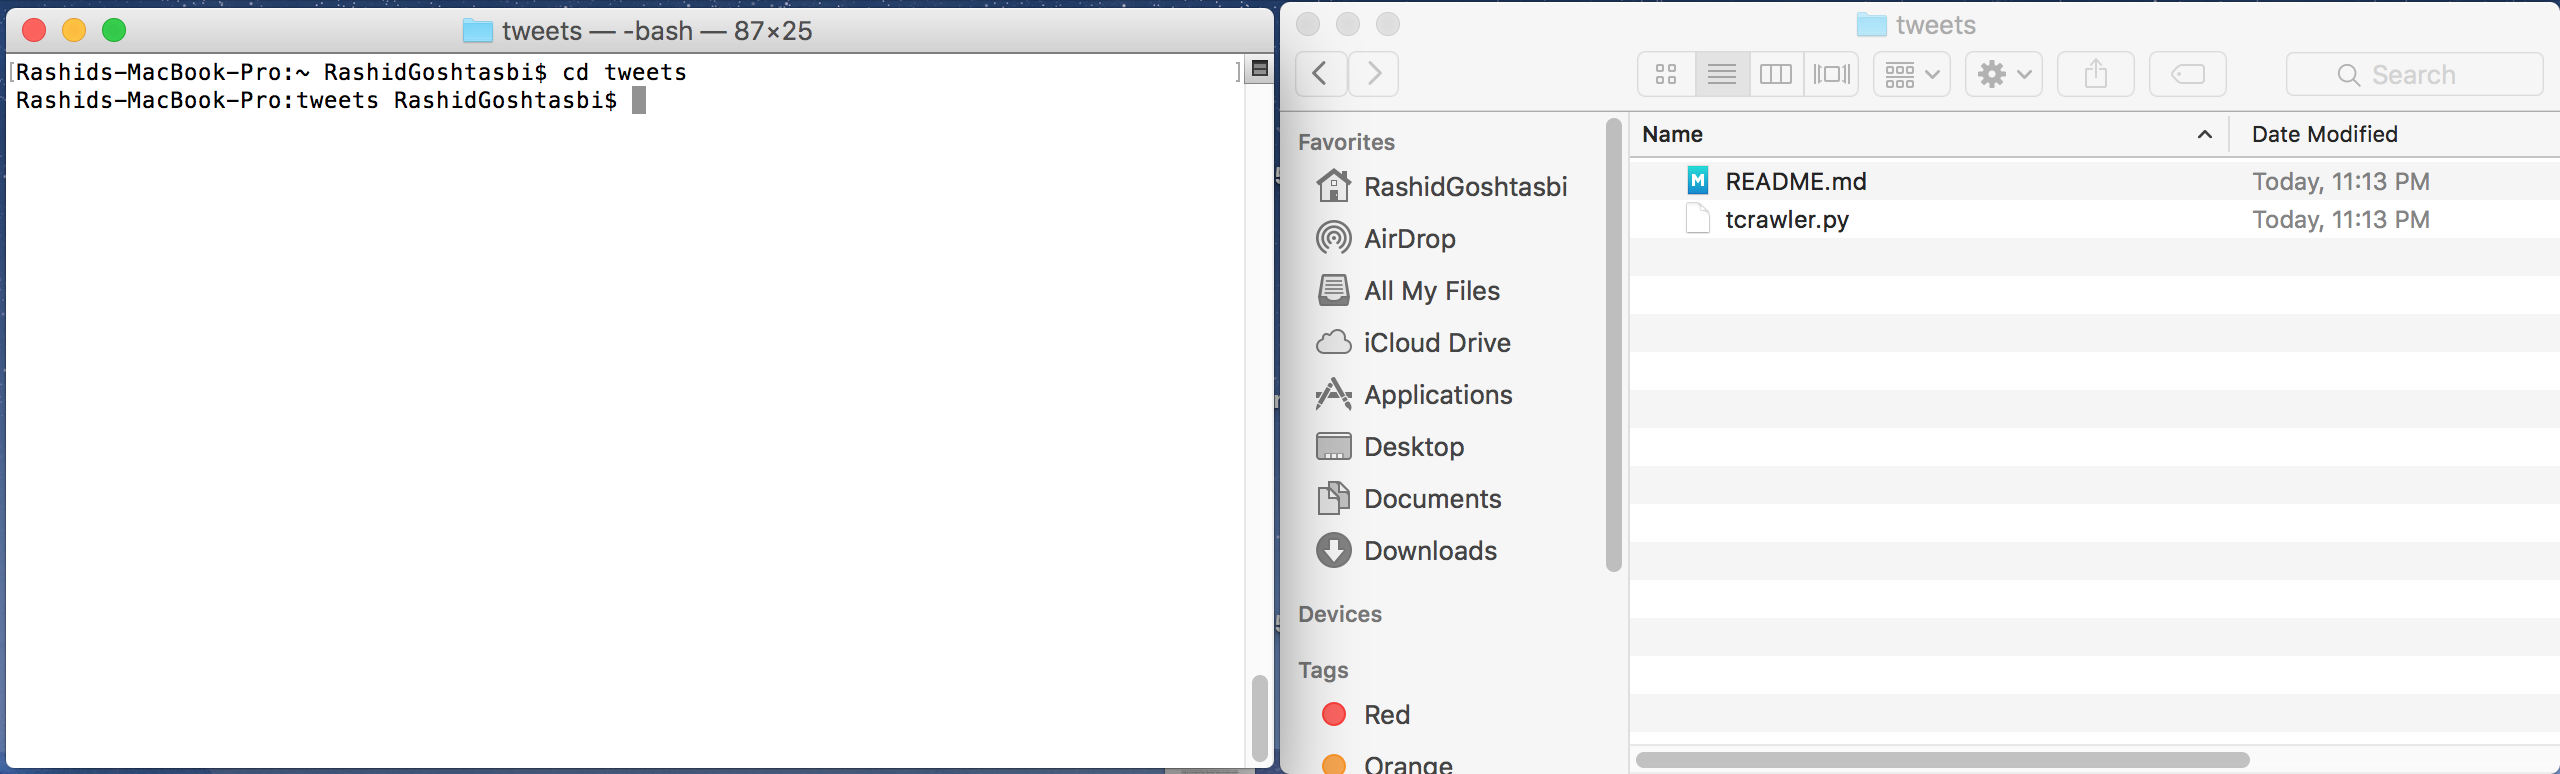 tweets — -bash — 87×25
[Rashids-MacBook-Pro:~ RashidGoshtasbi$ cd tweets ]
Rashids-MacBook-Pro:tweets RashidGoshtasbi$
tweets
Search
Favorites
RashidGoshtasbi
AirDrop
All My Files
iCloud Drive
Applications
Desktop
Documents
Downloads
Devices
Tags
Red
Orange
Name Date Modified
README.md Today, 11:13 PM
tcrawler.py Today, 11:13 PM